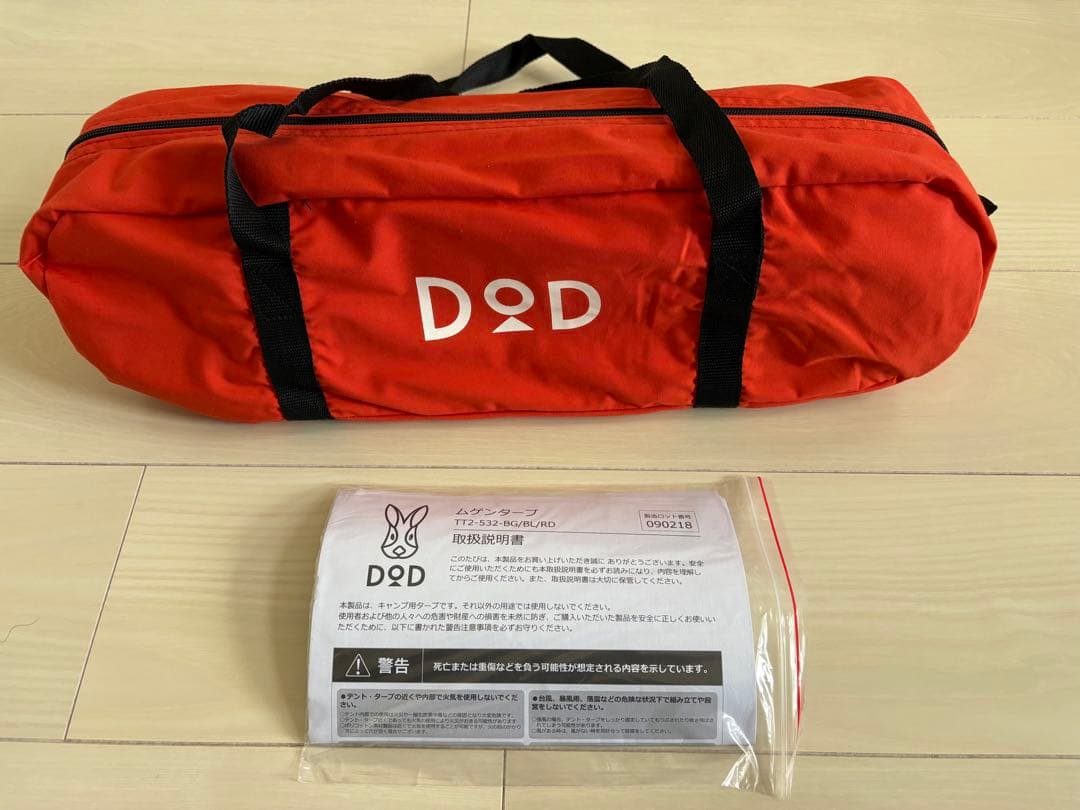 DOD
ムゲンタープ
TT2-532-BG/BL/RD
取扱説明書
製造ロット番号
090218
DOD
このたびは、本製品をお買い上げいただき誠に ありがとうございます。安全
にご使用いただくためにも本取扱説明書を必ずお読みになり、内容を理解し
てからご使用ください。また、取扱説明書は大切に保管してください。
本製品は、キャンプ用タープです。それ以外の用途では使用しないでください。
使用者および他の人々への危害や財産への損害を未然に防ぎ、ご購入いただいた製品を安全に正しくお使いい
ただくために、以下に書かれた警告注意事項を必ずお守りください。
警告
死亡または重傷などを負う可能性が想定される内容を示しています。
●テント・タープの近くや内部で火気を使用しないでくだ
さい。
●台風、暴風雨、落雷などの危険な状況下で組み立てや設
営をしないでください。